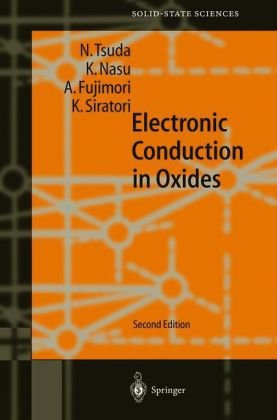 SOLID-STATE SCIENCES
N. Tsuda
K. Nasu
A. Fujimori
K. Siratori
Electronic
Conduction
in Oxides
Second Edition
Springer